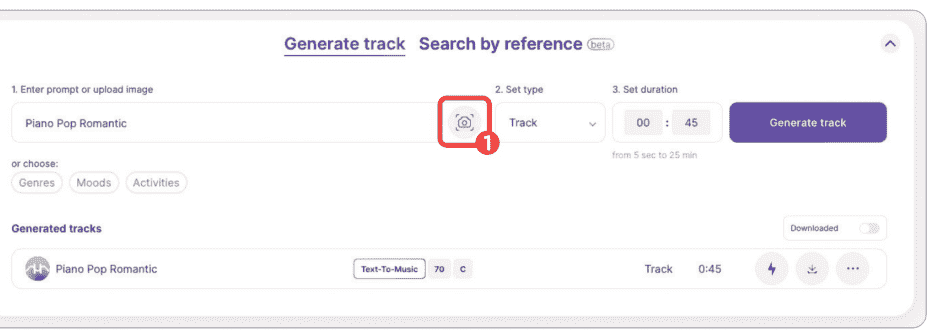 Generate track Search by reference beta
1. Enter prompt or upload image
2. Set type
3. Set duration
Piano Pop Romantic
1
Track
00 : 45
Generate track
from 5 sec to 25 min
or choose:
Genres Moods Activities
Generated tracks
Downloaded
Piano Pop Romantic Text-To-Music 70 C Track 0:45